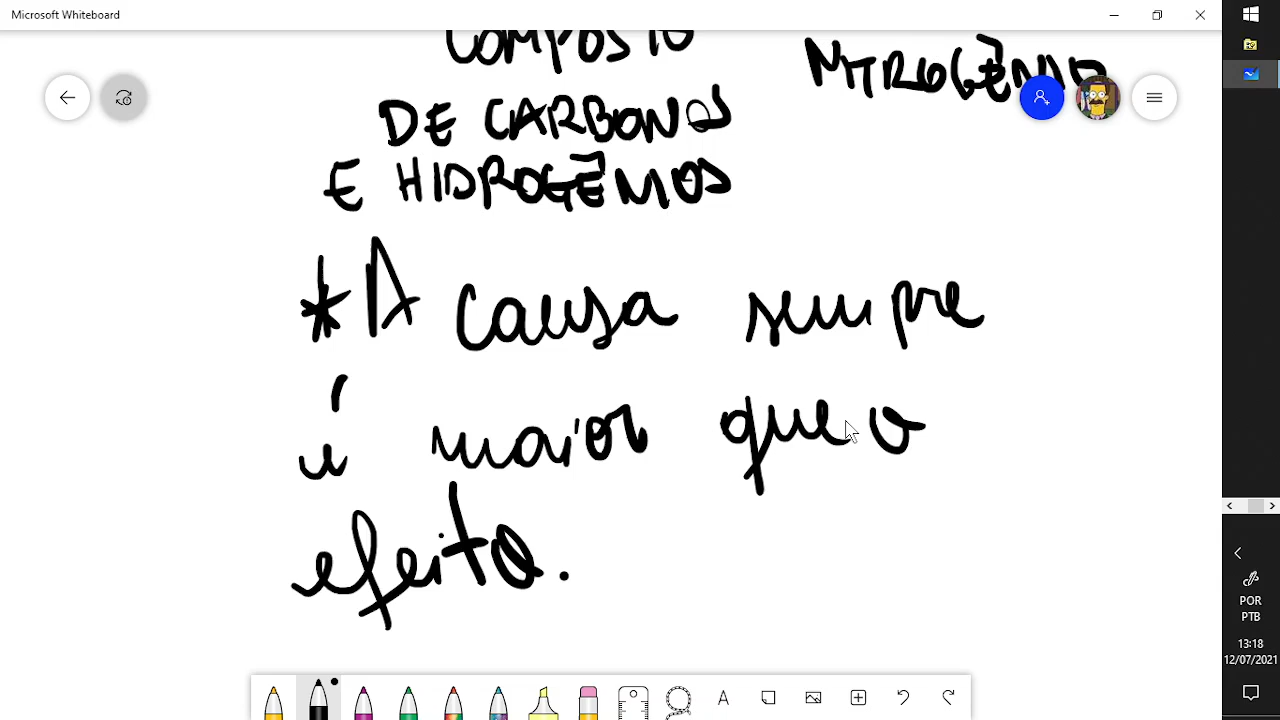 Microsoft Whiteboard
COMPOSTO
NITROGÊNIO
DE CARBONOS
E HIDROGÊNIOS
*A causa sempre
é maior que o
efeito.
POR
PTB
13:18
12/07/2021
A